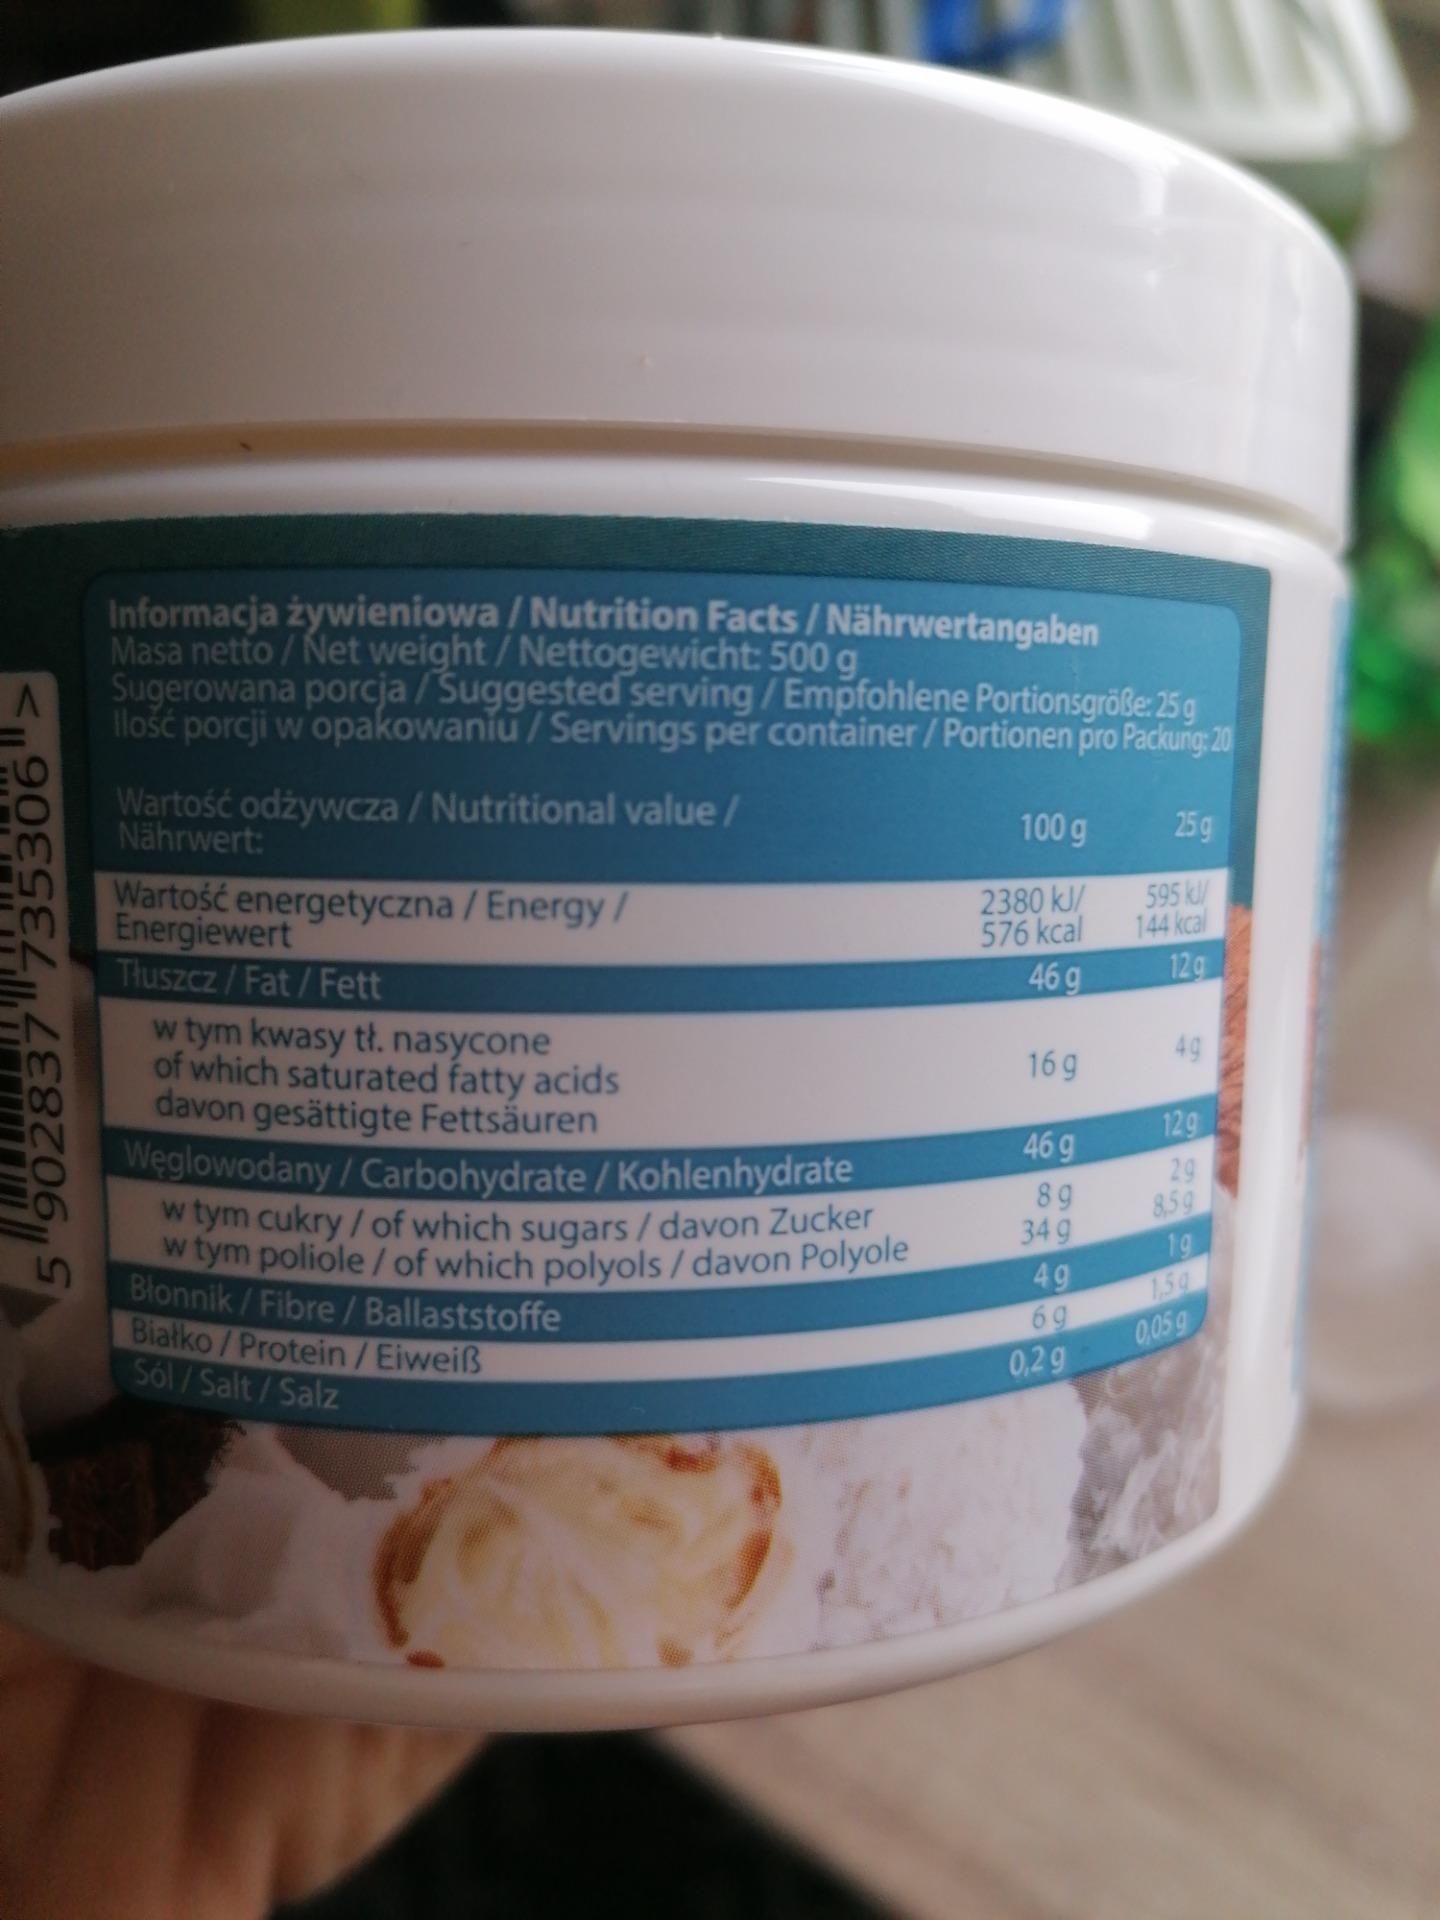 Informacja żywieniowa / Nutrition Facts / Nährwertangaben
Masa netto / Net weight / Nettogewicht: 500 g
Sugerowana porcja / Suggested serving / Empfohlene Portionsgröße: 25 g
Ilość porcji w opakowaniu / Servings per container / Portionen pro Packung: 20
Wartość odżywcza / Nutritional value /
Nährwert: 100 g 25 g
Wartość energetyczna / Energy / 2380 kJ/ 595 kJ/
Energiewert 576 kcal 144 kcal
Tłuszcz / Fat / Fett 46 g 12 g
w tym kwasy tł. nasycone
of which saturated fatty acids 16 g 4 g
davon gesättigte Fettsäuren
Węglowodany / Carbohydrate / Kohlenhydrate 46 g 12 g
w tym cukry / of which sugars / davon Zucker 8 g 2 g
w tym poliole / of which polyols / davon Polyole 34 g 8,5 g
Błonnik / Fibre / Ballaststoffe 4 g 1 g
Białko / Protein / Eiweiß 6 g 1,5 g
Sól / Salt / Salz 0,2 g 0,05 g
5 902837 735306 >